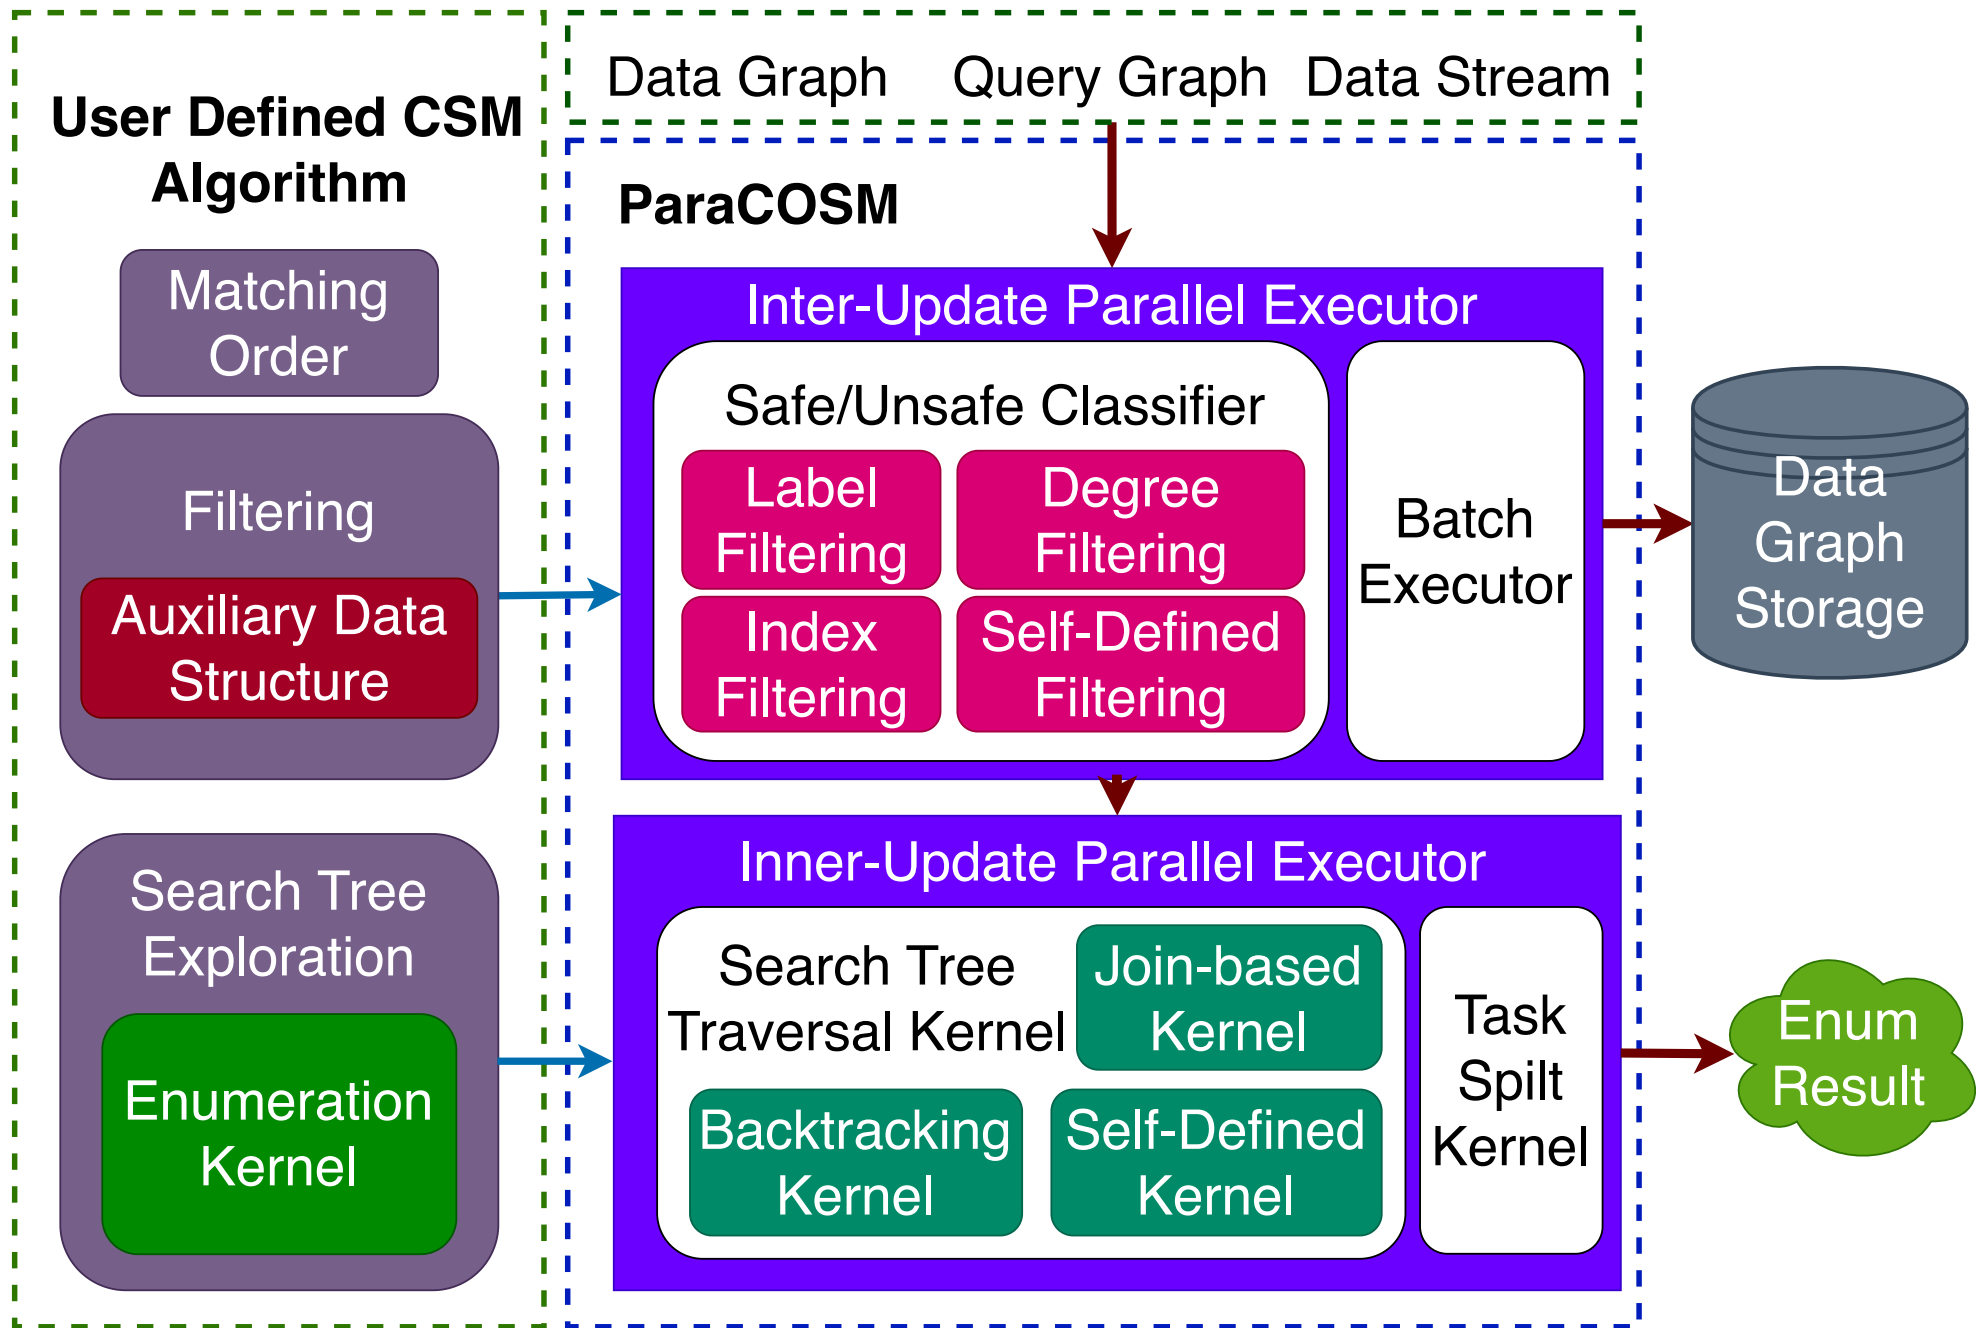 User Defined CSM
Algorithm
Matching
Order
Filtering
Auxiliary Data
Structure
Search Tree
Exploration
Enumeration
Kernel
Data Graph Query Graph Data Stream
ParaCOSM
Inter-Update Parallel Executor
Safe/Unsafe Classifier
Label
Filtering
Degree
Filtering
Index
Filtering
Self-Defined
Filtering
Batch
Executor
Inner-Update Parallel Executor
Search Tree
Traversal Kernel
Join-based
Kernel
Backtracking
Kernel
Self-Defined
Kernel
Task
Spilt
Kernel
Data
Graph
Storage
Enum
Result